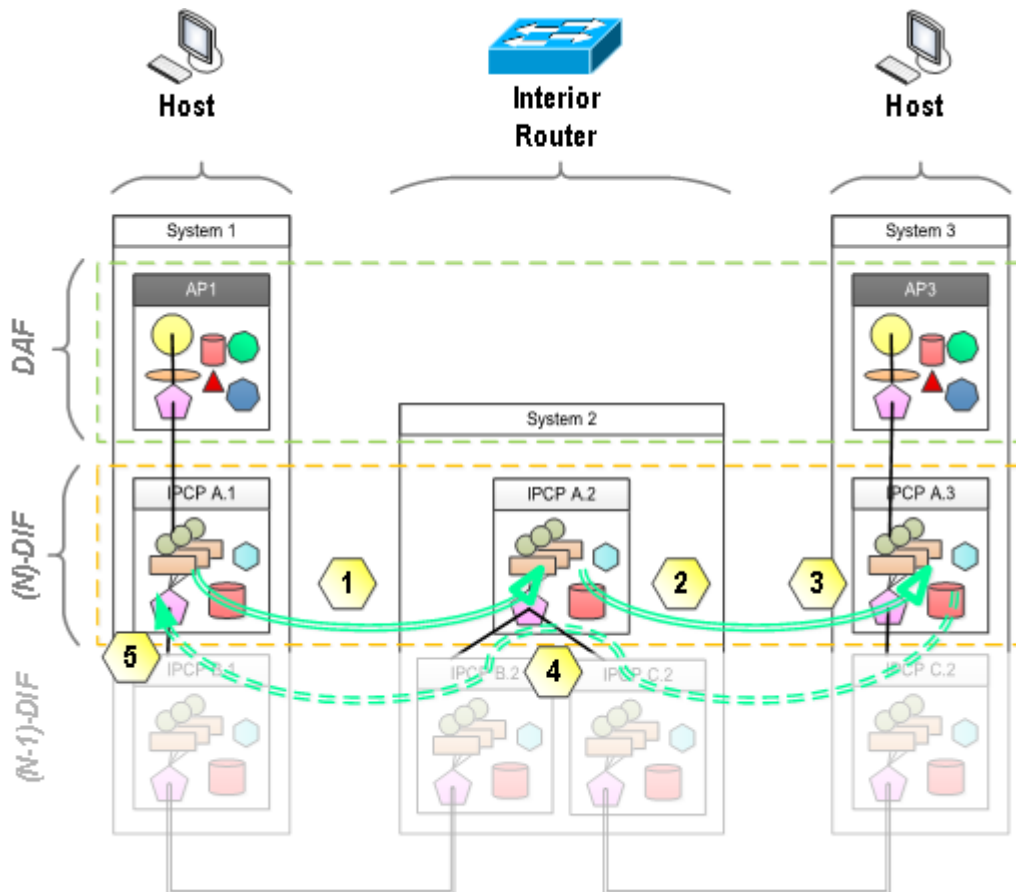 Host
Interior
Router
Host
System 1
System 3
DAF
AP1
AP3
System 2
(N)-DIF
IPCP A.1
IPCP A.2
IPCP A.3
1
2
3
5
4
(N-1)-DIF
IPCP B.1
IPCP B.2
IPCP C.2
IPCP C.2